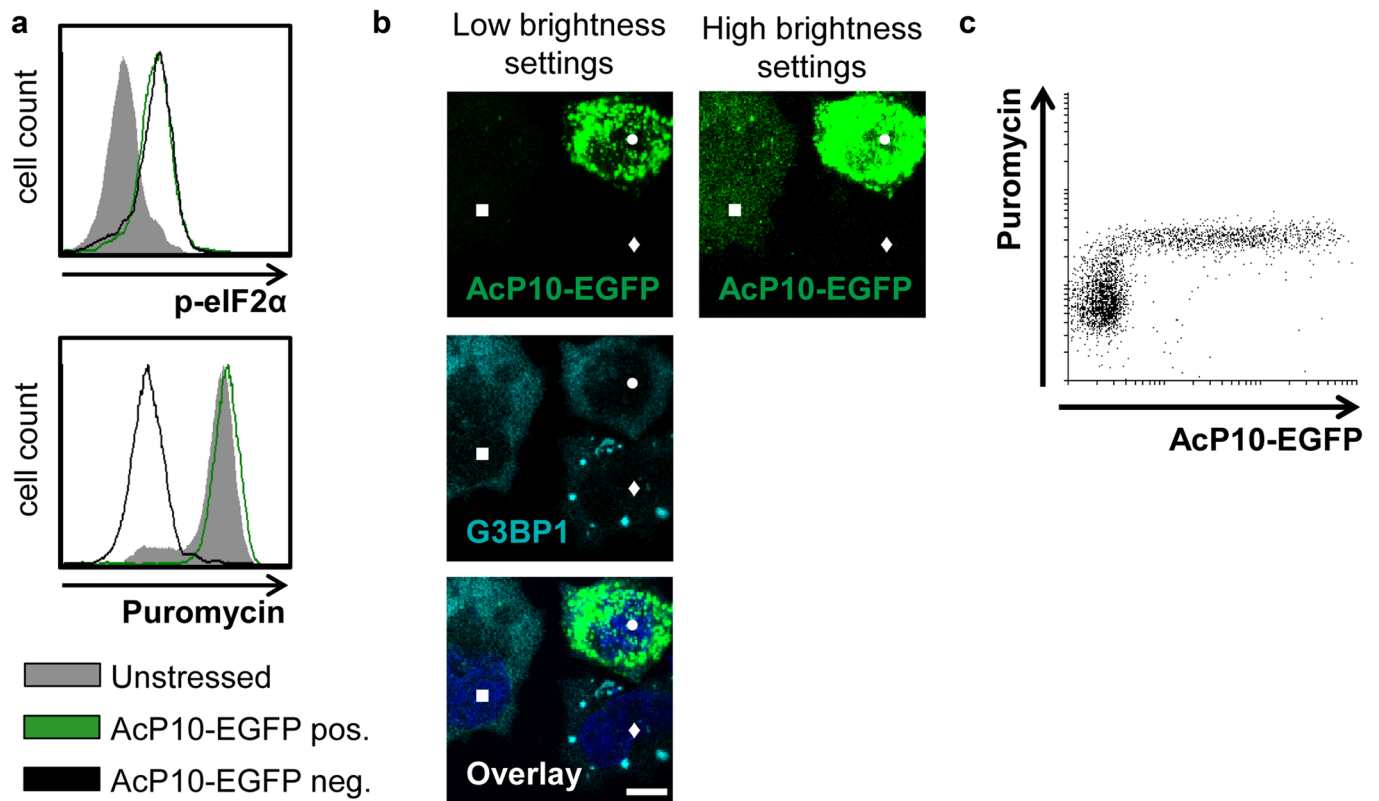 a
cell count
p-eIF2α
cell count
Puromycin
Unstressed
AcP10-EGFP pos.
AcP10-EGFP neg.
b
Low brightness
settings
High brightness
settings
AcP10-EGFP
AcP10-EGFP
G3BP1
Overlay
c
Puromycin
AcP10-EGFP